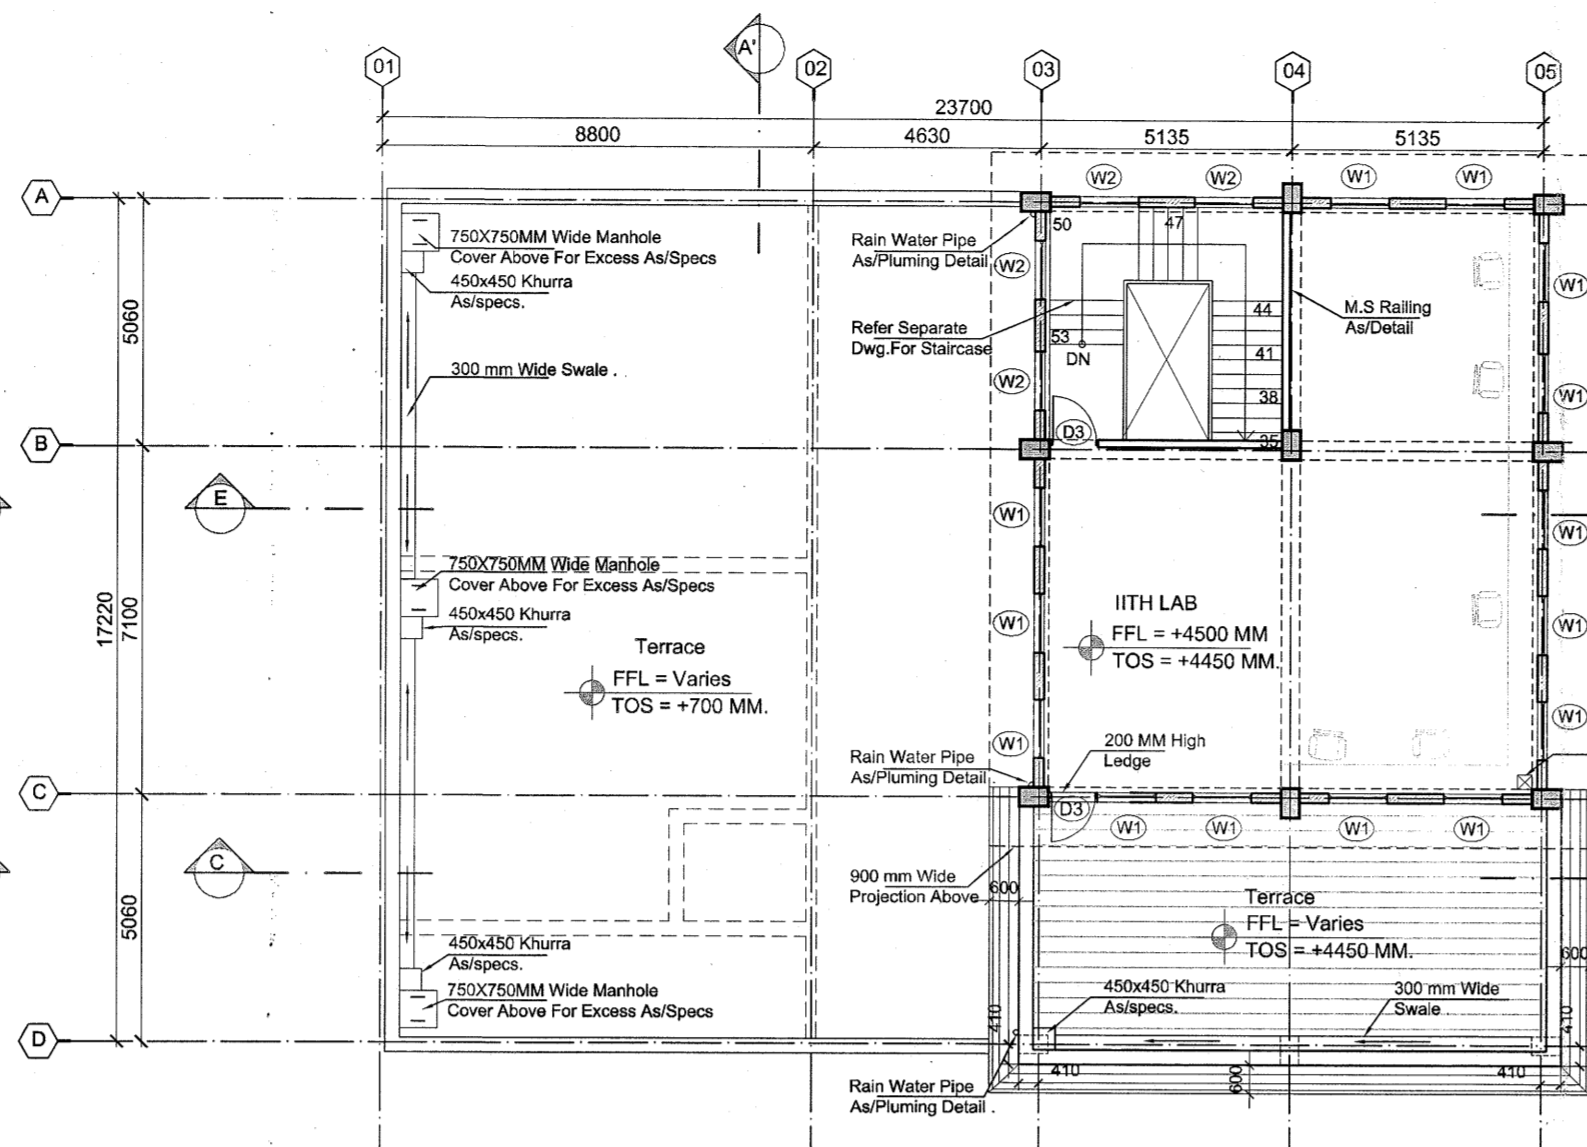 A'
01
02
03
04
05
23700
8800
4630
5135
5135
A
W2
W2
W1
W1
750X750MM Wide Manhole
Cover Above For Excess As/Specs
450x450 Khurra
As/specs.
Rain Water Pipe
As/Pluming Detail
50
47
W2
W1
5060
M.S Railing
As/Detail
44
Refer Separate
Dwg.For Staircase
53
DN
41
300 mm Wide Swale .
W2
38
W1
B
D3
35
E
W1
W1
750X750MM Wide Manhole
Cover Above For Excess As/Specs
450x450 Khurra
As/specs.
17220
7100
IITH LAB
FFL = +4500 MM
TOS = +4450 MM.
W1
W1
Terrace
FFL = Varies
TOS = +700 MM.
W1
W1
200 MM High
Ledge
Rain Water Pipe
As/Pluming Detail .
C
D3
W1
W1
W1
W1
C
900 mm Wide
Projection Above
600
Terrace
FFL = Varies
TOS = +4450 MM.
5060
450x450 Khurra
As/specs.
600
750X750MM Wide Manhole
Cover Above For Excess As/Specs
450x450 Khurra
As/specs.
300 mm Wide
Swale
410
410
D
410
600
410
Rain Water Pipe
As/Pluming Detail .